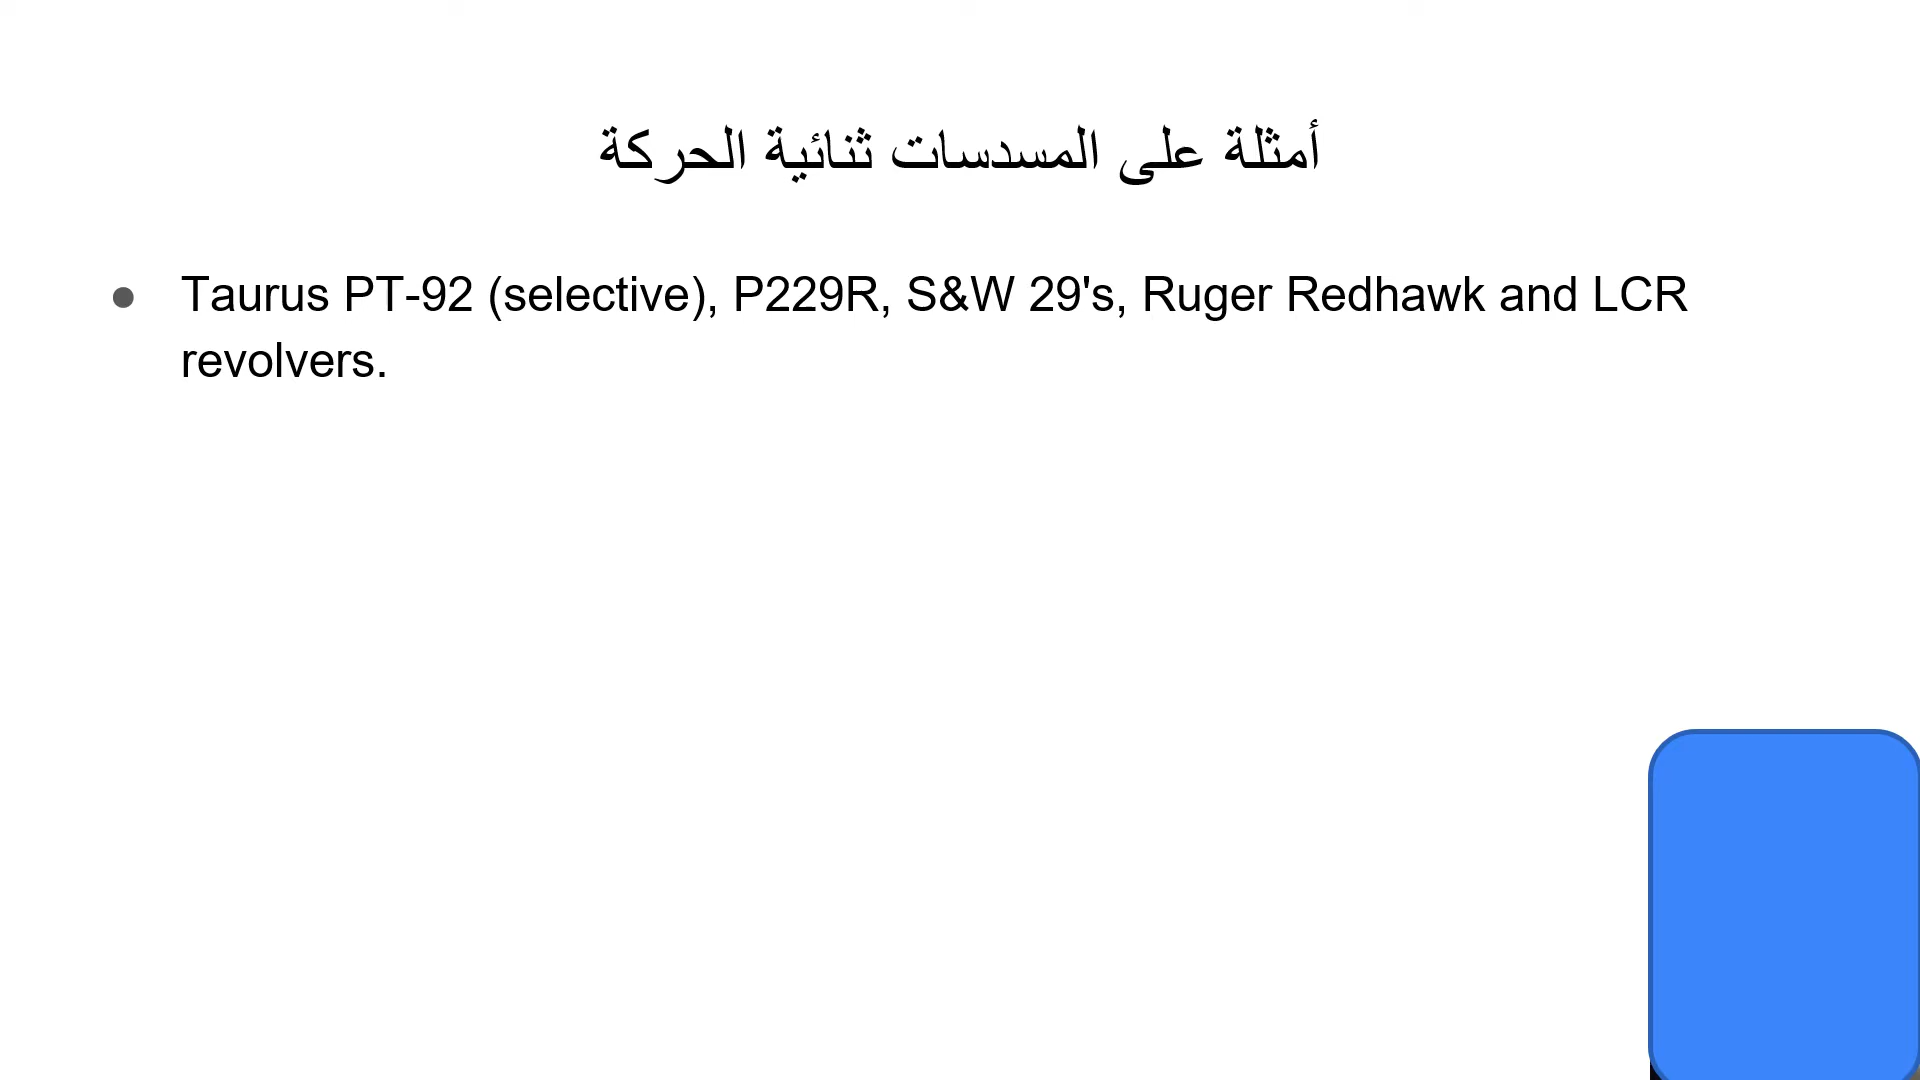 أمثلة على المسدسات ثنائية الحركة
● Taurus PT-92 (selective), P229R, S&W 29's, Ruger Redhawk and LCR
revolvers.